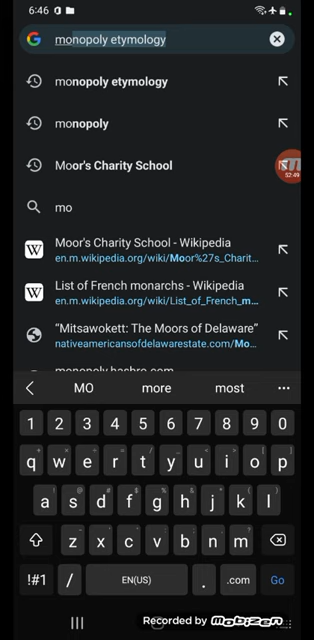 6:46
monopoly etymology
monopoly etymology
monopoly
Moor's Charity School
52:49
mo
W Moor's Charity School - Wikipedia
en.m.wikipedia.org/wiki/Moor%27s_Charit...
W List of French monarchs - Wikipedia
en.m.wikipedia.org/wiki/List_of_French_m...
“Mitsawokett: The Moors of Delaware”
nativeamericansofdelawarestate.com/Mo...
monopoly.hasbro.com
MO more most ...
1 2 3 4 5 6 7 8 9 0
q w e r t y u i o p
a s d f g h j k l
z x c v b n m
!#1 / EN(US) . .com Go
Recorded by Mobizen